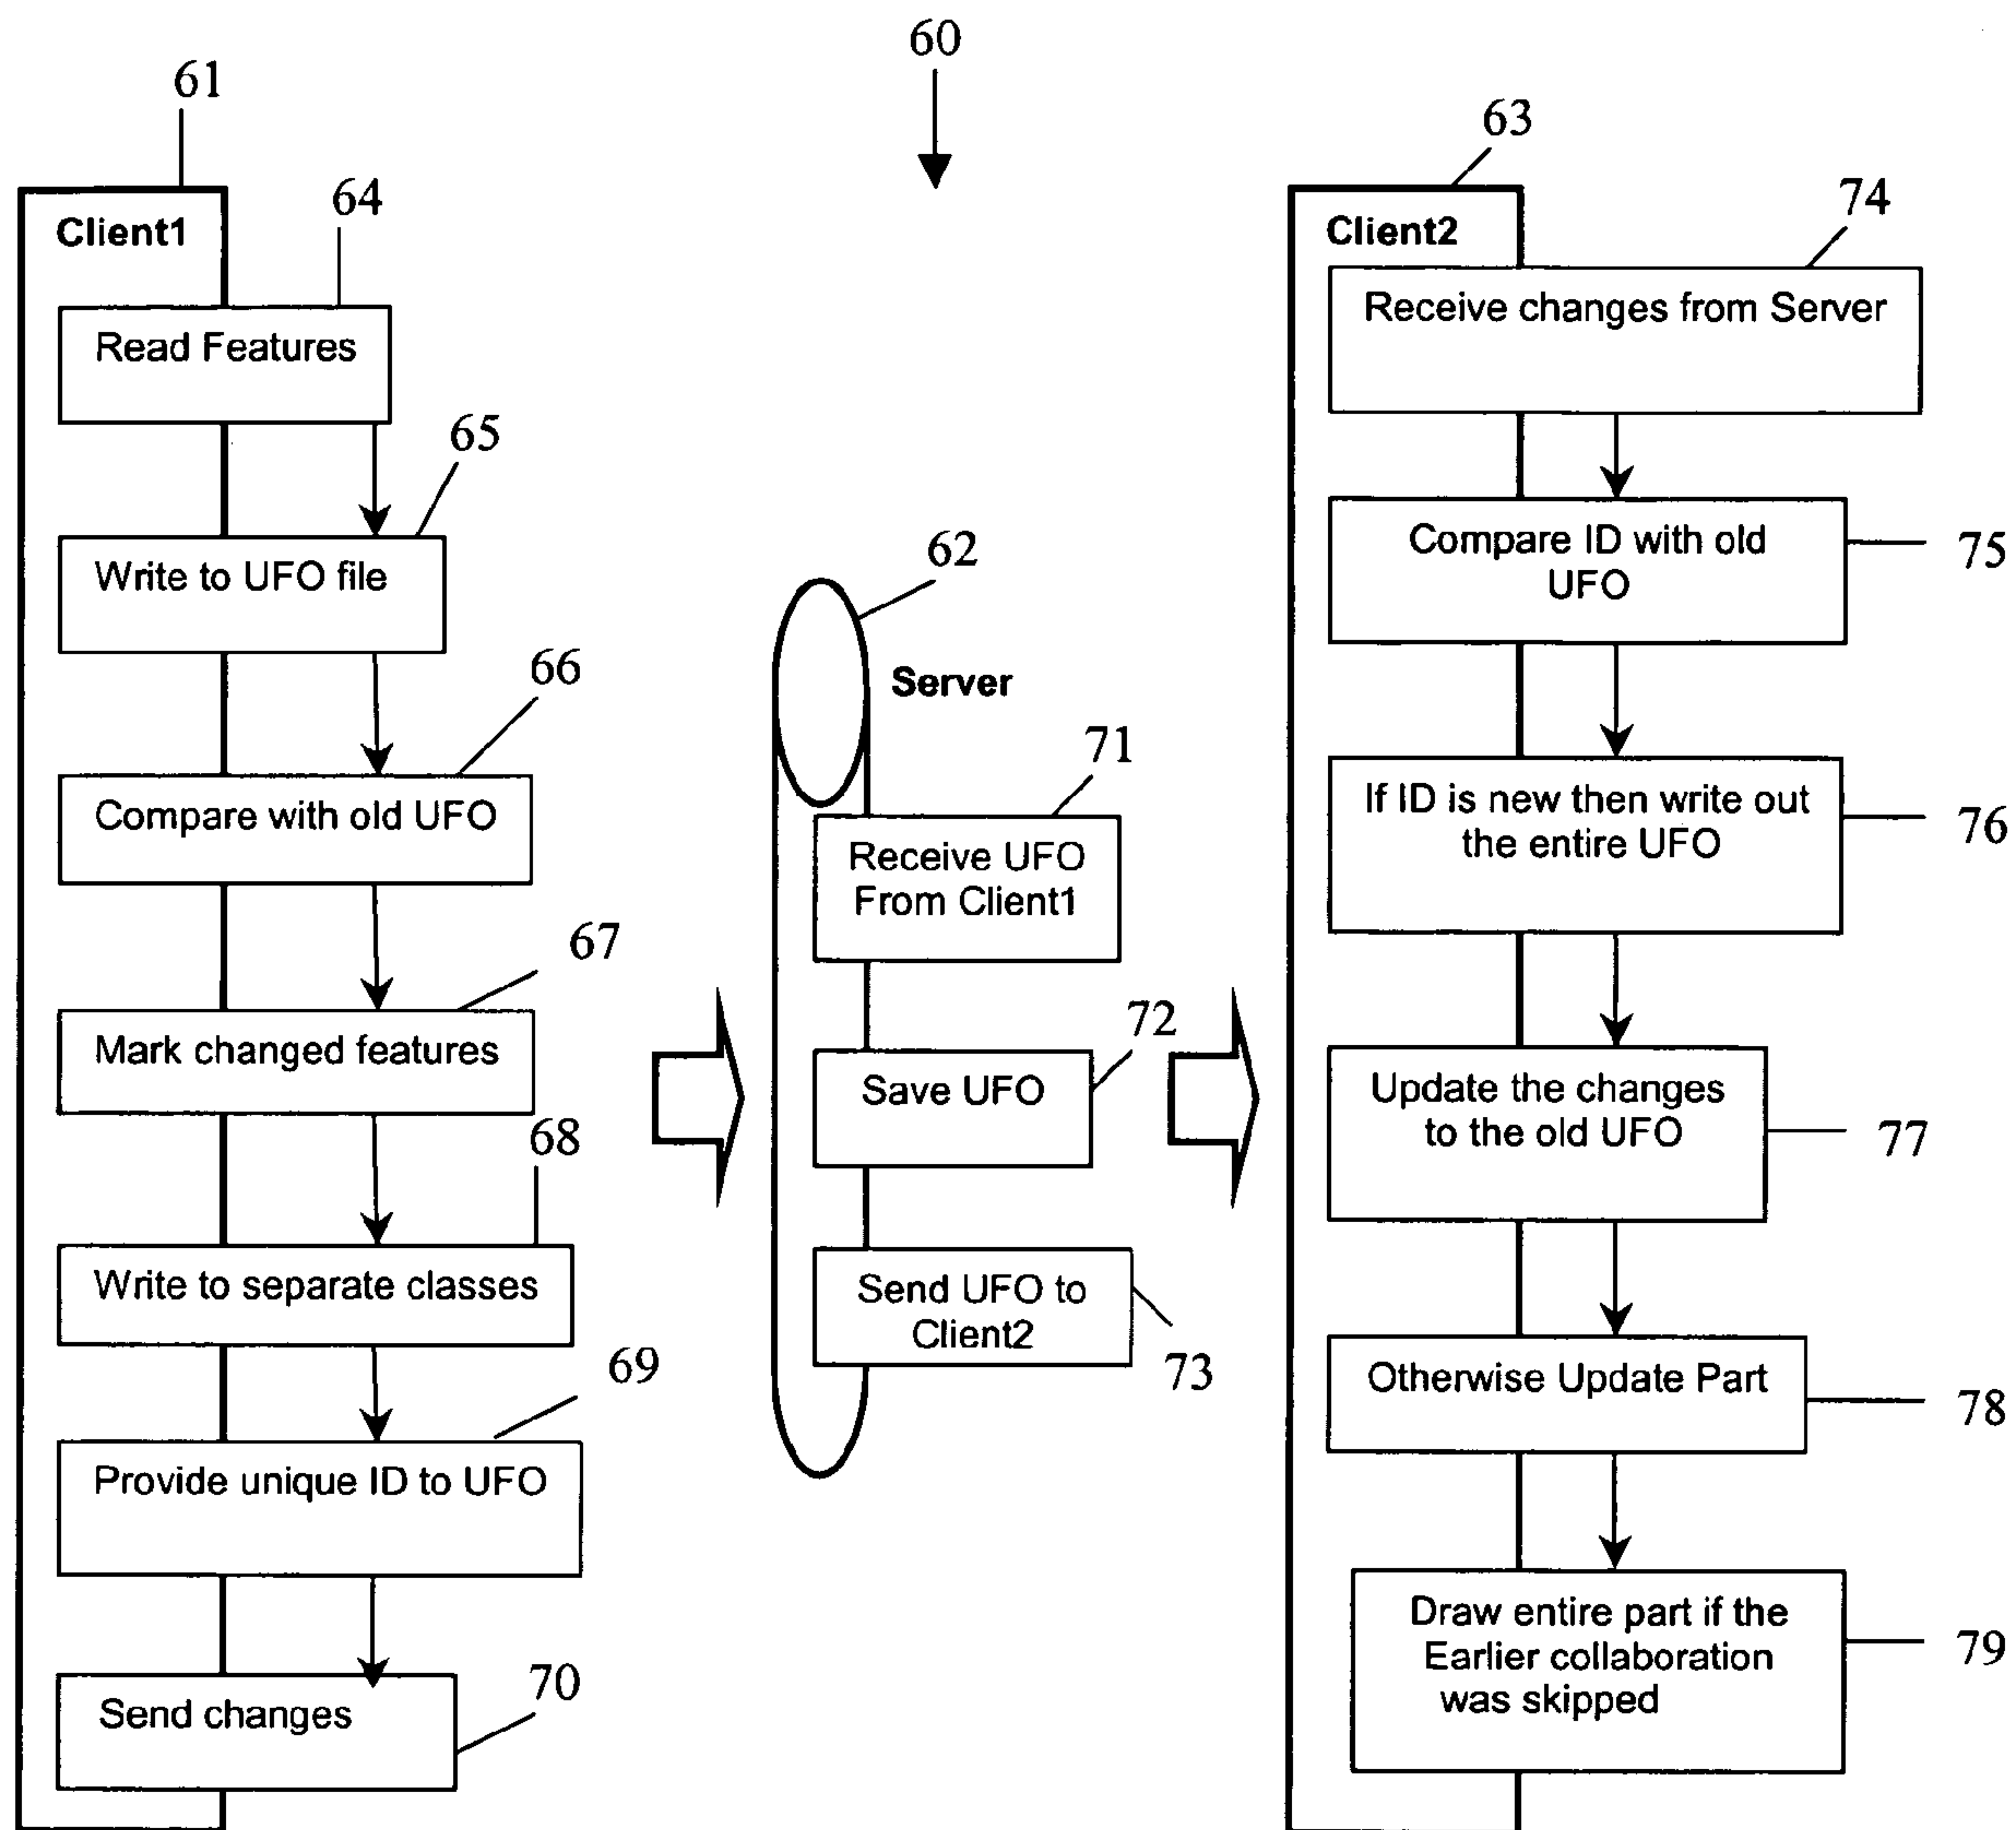 60
61
Client1
64
Read Features
65
Write to UFO file
66
Compare with old UFO
67
Mark changed features
68
Write to separate classes
69
Provide unique ID to UFO
70
Send changes
62
Server
71
Receive UFO
From Client1
72
Save UFO
73
Send UFO to
Client2
63
Client2
74
Receive changes from Server
75
Compare ID with old
UFO
76
If ID is new then write out
the entire UFO
77
Update the changes
to the old UFO
78
Otherwise Update Part
79
Draw entire part if the
Earlier collaboration
was skipped